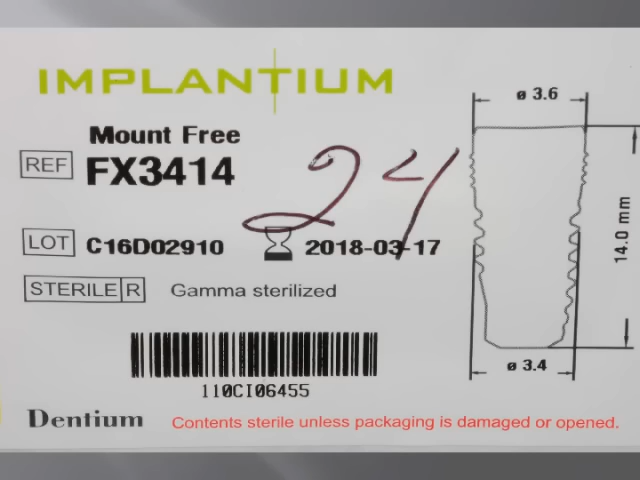 IMPLANTIUM
Mount Free
REF FX3414
24
LOT C16D02910 2018-03-17
STERILE R Gamma sterilized
110CI06455
Dentium Contents sterile unless packaging is damaged or opened.
ø 3.6
14.0 mm
ø 3.4